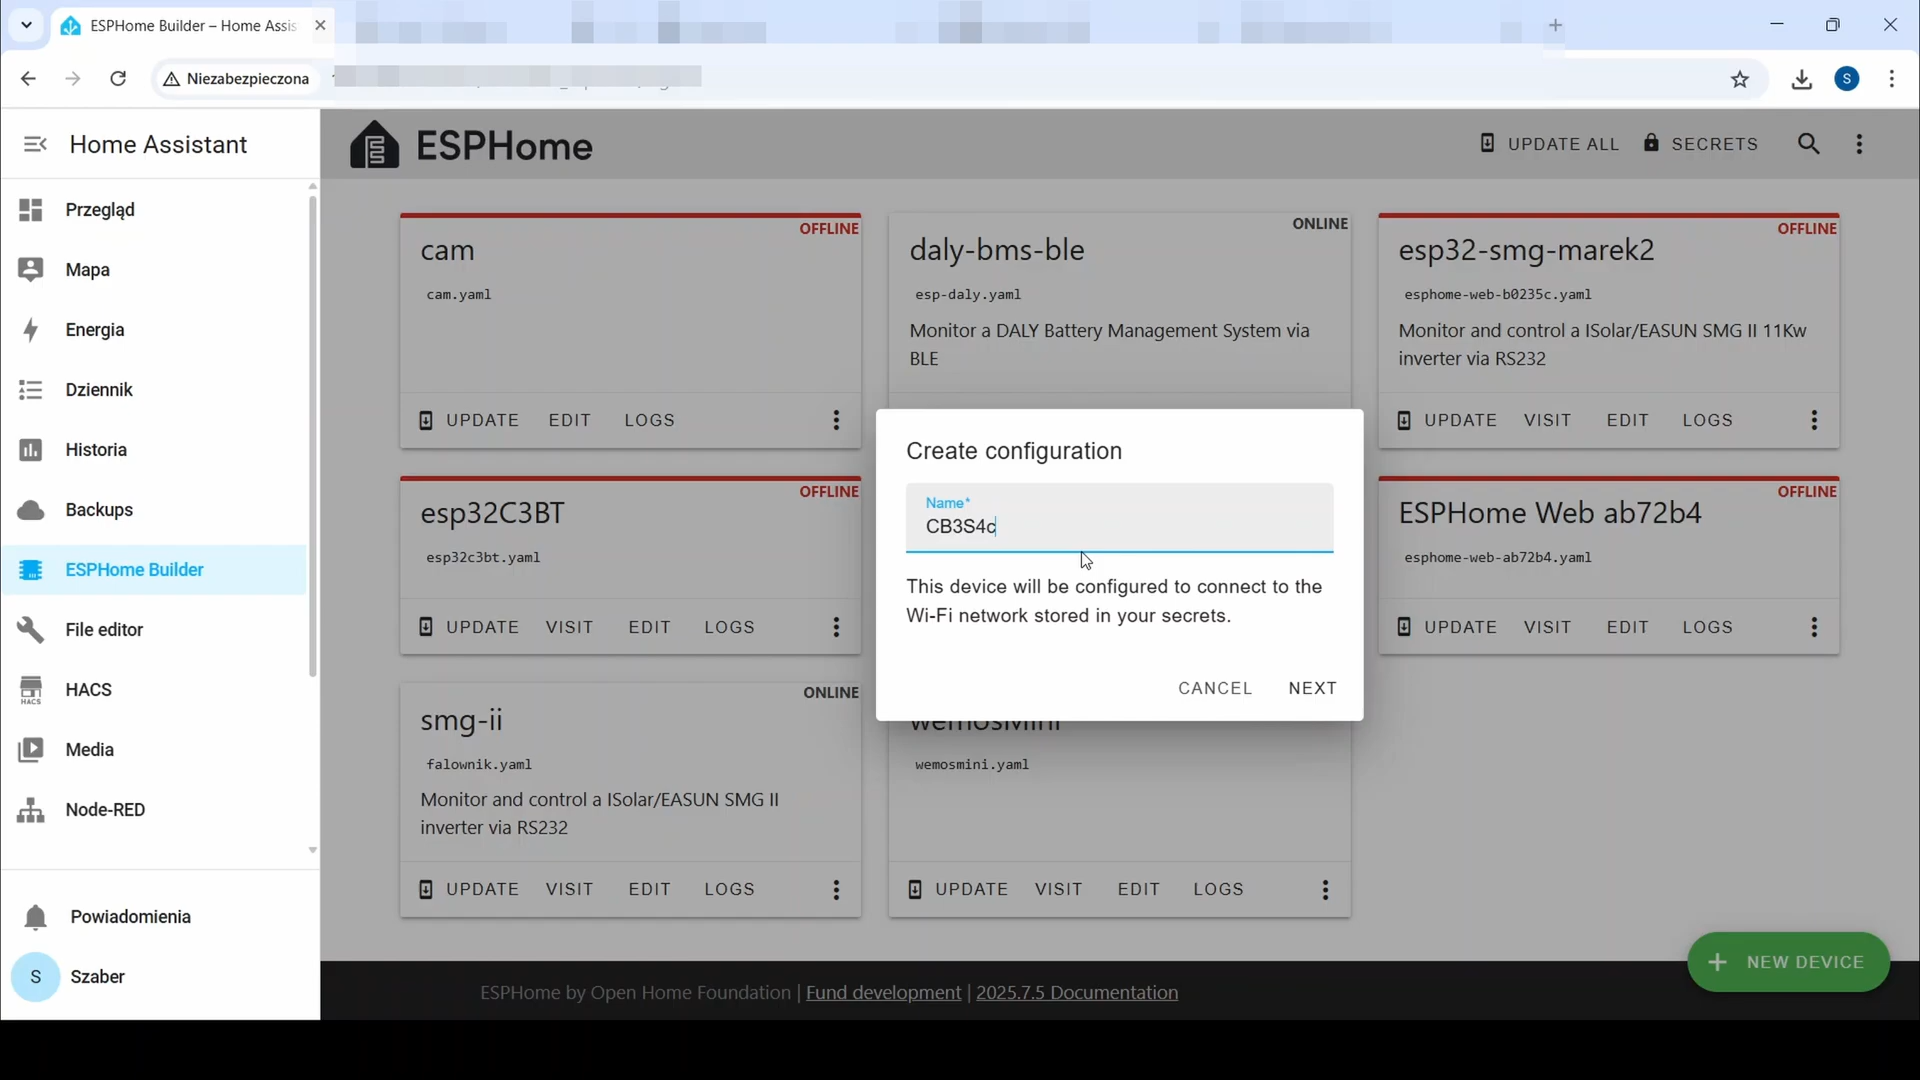 ESPHome Builder – Home Assis
Niezabezpieczona
Home Assistant
Przegląd
Mapa
Energia
Dziennik
Historia
Backups
ESPHome Builder
File editor
HACS
HACS
Media
Node-RED
Powiadomienia
S
Szaber
S
ESPHome
UPDATE ALL
SECRETS
OFFLINE
cam
cam.yaml
UPDATE EDIT LOGS
ONLINE
daly-bms-ble
esp-daly.yaml
Monitor a DALY Battery Management System via
BLE
OFFLINE
esp32-smg-marek2
esphome-web-b0235c.yaml
Monitor and control a ISolar/EASUN SMG II 11Kw
inverter via RS232
UPDATE VISIT EDIT LOGS
OFFLINE
esp32C3BT
esp32c3bt.yaml
UPDATE VISIT EDIT LOGS
Create configuration
Name*
CB3S4c
This device will be configured to connect to the
Wi-Fi network stored in your secrets.
CANCEL NEXT
OFFLINE
ESPHome Web ab72b4
esphome-web-ab72b4.yaml
UPDATE VISIT EDIT LOGS
ONLINE
smg-ii
falownik.yaml
Monitor and control a ISolar/EASUN SMG II
inverter via RS232
UPDATE VISIT EDIT LOGS
wemosMini
wemosmini.yaml
UPDATE VISIT EDIT LOGS
NEW DEVICE
ESPHome by Open Home Foundation | Fund development | 2025.7.5 Documentation